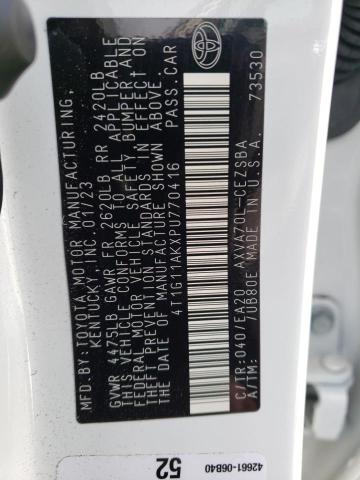 MFD.BY:TOYOTA MOTOR MANUFACTURING,
KENTUCKY, INC. 01/23
GVWR 4475LB GAWR FR 2620LB RR 2420LB
THIS VEHICLE CONFORMS TO ALL APPLICABLE
FEDERAL MOTOR VEHICLE SAFETY, BUMPER AND
THEFT PREVENTION STANDARDS IN EFFECT ON
THE DATE OF MANUFACTURE SHOWN ABOVE.
4T1G11AKXPU770416 PASS.CAR
C/TR:040/EA20 AXVA70L-CEZSBA
A/TM: /UB80E MADE IN U.S.A. 73530
42661-06B40
52